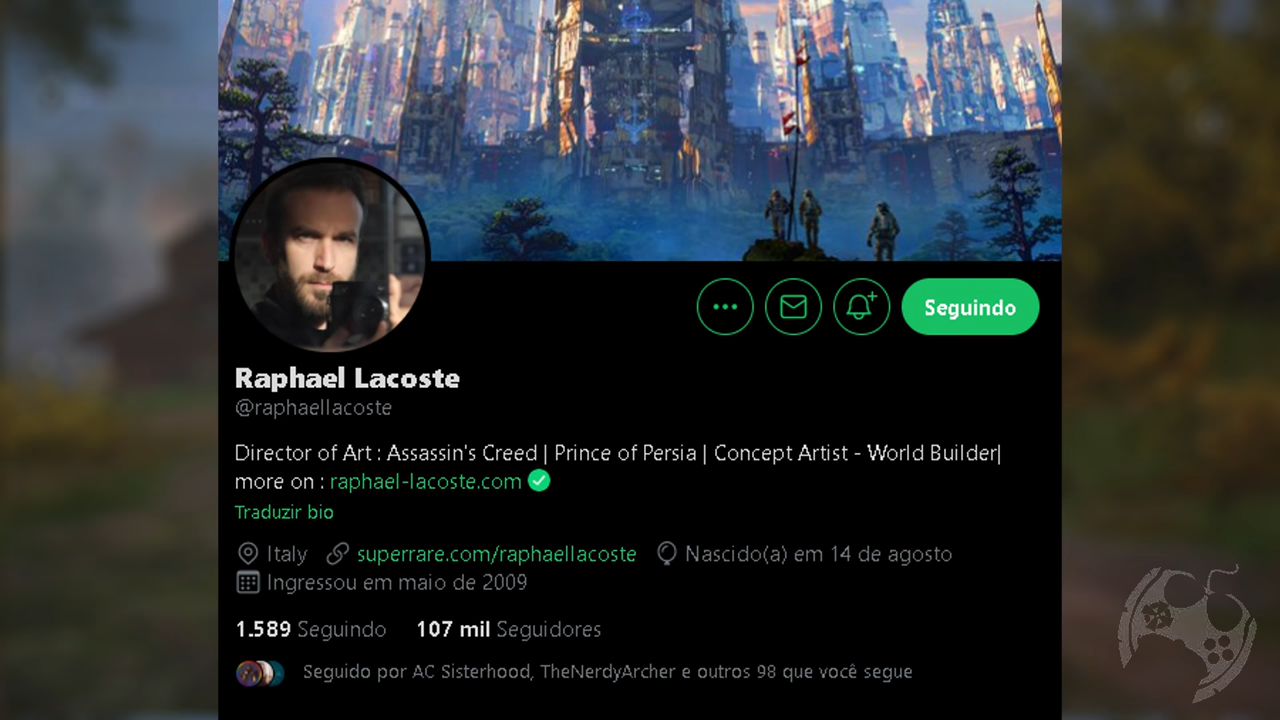 Seguindo
Raphael Lacoste
@raphaellacoste
Director of Art : Assassin's Creed | Prince of Persia | Concept Artist - World Builder|
more on : raphael-lacoste.com
Traduzir bio
Italy superrare.com/raphaellacoste Nascido(a) em 14 de agosto
Ingressou em maio de 2009
1.589 Seguindo 107 mil Seguidores
Seguido por AC Sisterhood, TheNerdyArcher e outros 98 que você segue